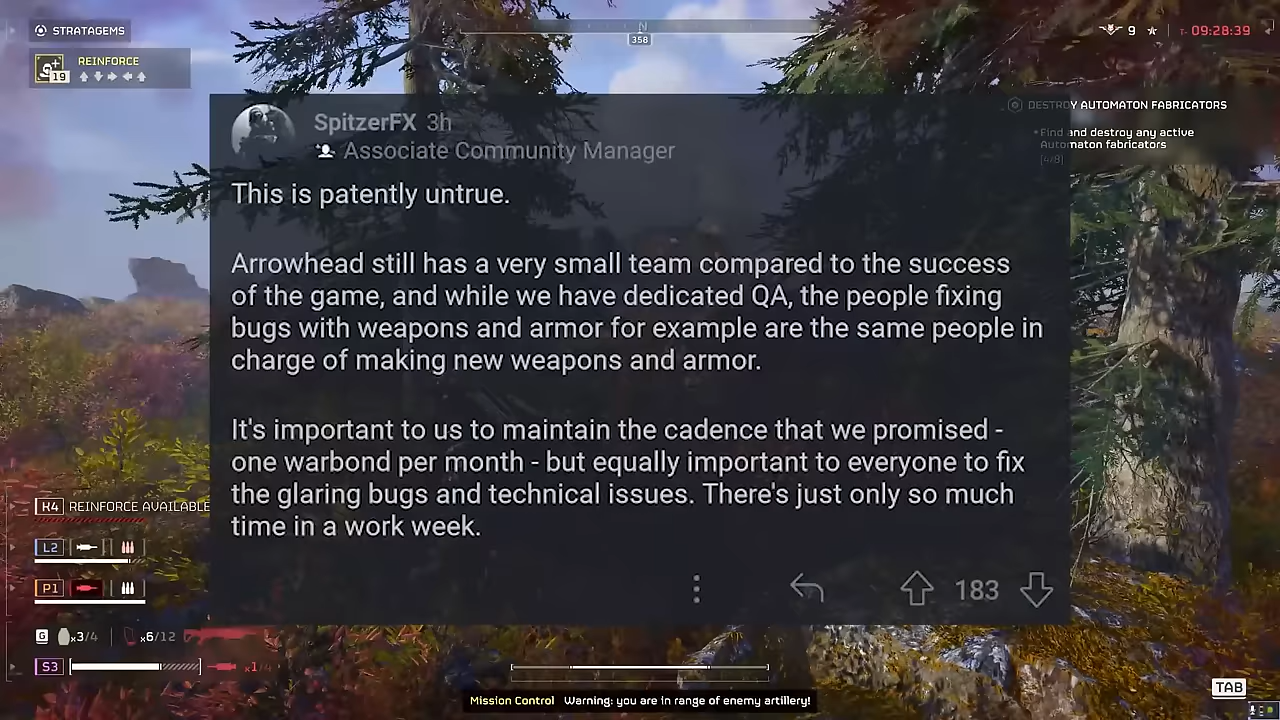 STRATAGEMS
N
358
9
T- 09:28:39
19
REINFORCE
DESTROY AUTOMATON FABRICATORS
Find and destroy any active
Automaton fabricators
[4/8]
SpitzerFX 3h
Associate Community Manager
This is patently untrue.
Arrowhead still has a very small team compared to the success
of the game, and while we have dedicated QA, the people fixing
bugs with weapons and armor for example are the same people in
charge of making new weapons and armor.
It's important to us to maintain the cadence that we promised -
one warbond per month - but equally important to everyone to fix
the glaring bugs and technical issues. There's just only so much
time in a work week.
183
K4 REINFORCE AVAILABLE
L2
P1
G x3/4 x6/12
S3 x1/4
Mission Control Warning: you are in range of enemy artillery!
TAB